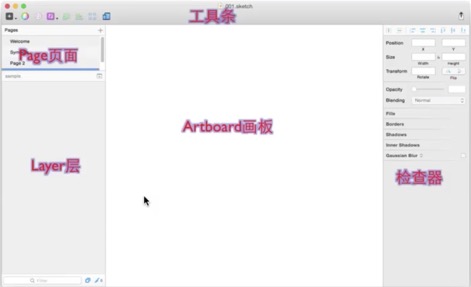 001.sketch
工具条
Pages
Welcome
Page页面
Page 2
sample
Layer层
Artboard画板
Filter
Position
X
Y
Size
Width
Height
Transform
Rotate
Flip
Opacity
Blending
Normal
Fills
Borders
Shadows
Inner Shadows
Gaussian Blur
检查器